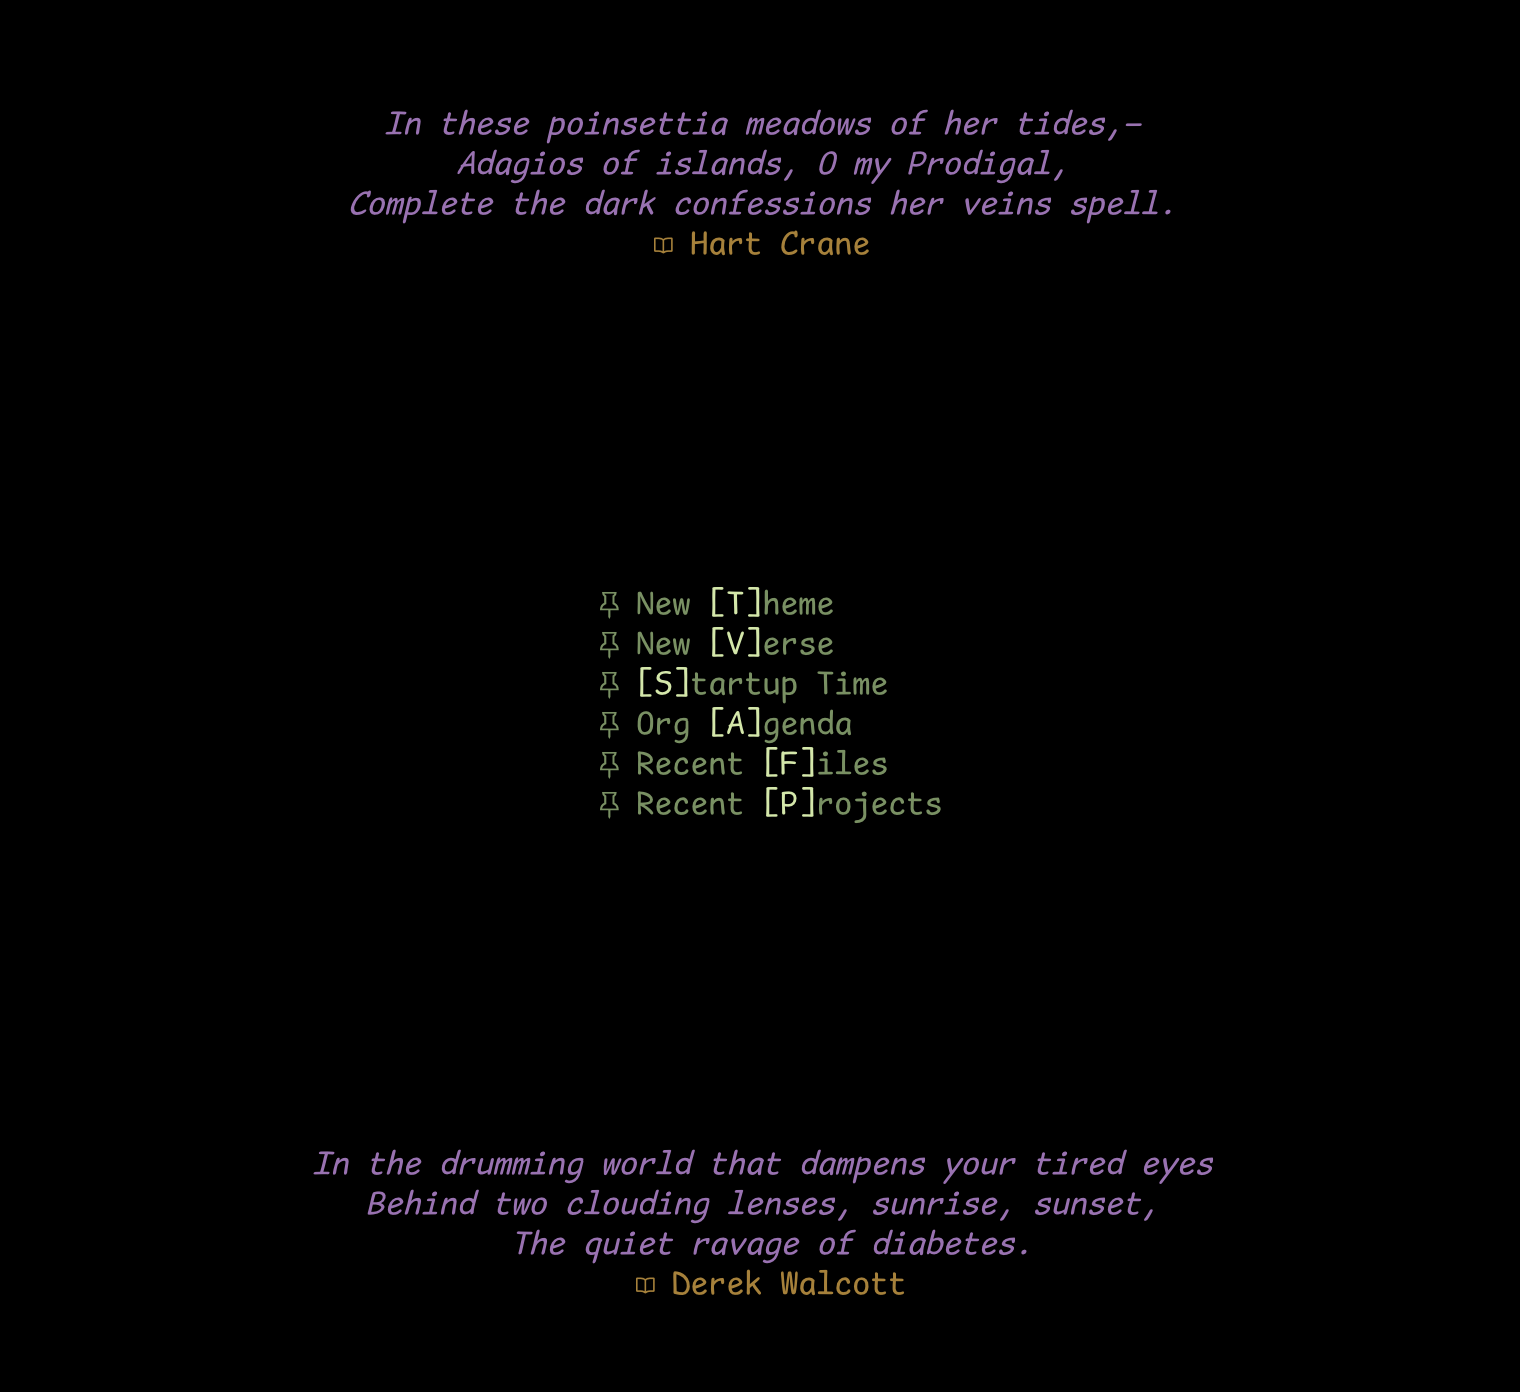 In these poinsettia meadows of her tides,—
Adagios of islands, O my Prodigal,
Complete the dark confessions her veins spell.
Hart Crane
New [T]heme
New [V]erse
[S]tartup Time
Org [A]genda
Recent [F]iles
Recent [P]rojects
In the drumming world that dampens your tired eyes
Behind two clouding lenses, sunrise, sunset,
The quiet ravage of diabetes.
Derek Walcott